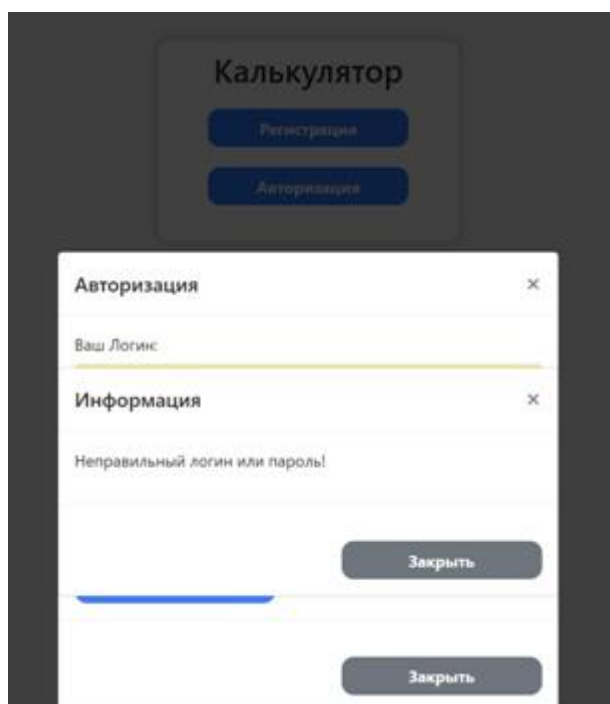 Калькулятор
Регистрация
Авторизация
Авторизация ×
Ваш Логин:
Информация ×
Неправильный логин или пароль!
Закрыть
Закрыть